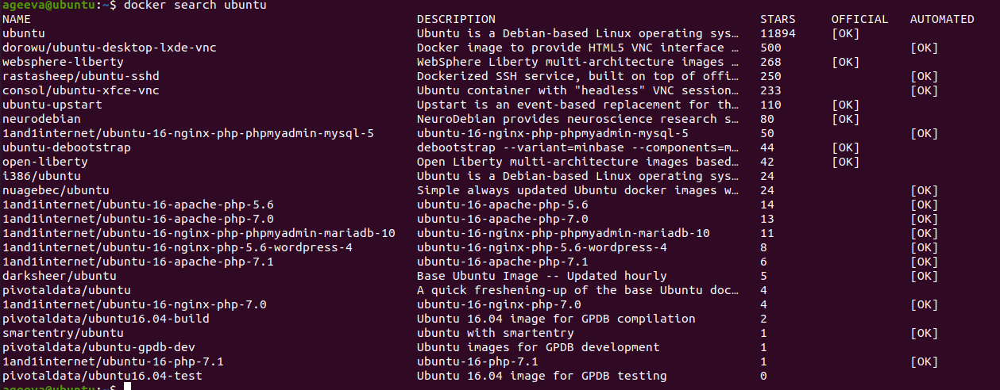 ageeva@ubuntu:~$ docker search ubuntu
NAME DESCRIPTION STARS OFFICIAL AUTOMATED
ubuntu Ubuntu is a Debian-based Linux operating sys… 11894 [OK]
dorowu/ubuntu-desktop-lxde-vnc Docker image to provide HTML5 VNC interface … 500 [OK]
websphere-liberty WebSphere Liberty multi-architecture images … 268 [OK]
rastasheep/ubuntu-sshd Dockerized SSH service, built on top of offi… 250 [OK]
consol/ubuntu-xfce-vnc Ubuntu container with "headless" VNC session… 233 [OK]
ubuntu-upstart Upstart is an event-based replacement for th… 110 [OK]
neurodebian NeuroDebian provides neuroscience research s… 80 [OK]
1and1internet/ubuntu-16-nginx-php-phpmyadmin-mysql-5 ubuntu-16-nginx-php-phpmyadmin-mysql-5 50 [OK]
ubuntu-debootstrap debootstrap --variant=minbase --components=m… 44 [OK]
open-liberty Open Liberty multi-architecture images based… 42 [OK]
i386/ubuntu Ubuntu is a Debian-based Linux operating sys… 24
nuagebec/ubuntu Simple always updated Ubuntu docker images w… 24 [OK]
1and1internet/ubuntu-16-apache-php-5.6 ubuntu-16-apache-php-5.6 14 [OK]
1and1internet/ubuntu-16-apache-php-7.0 ubuntu-16-apache-php-7.0 13 [OK]
1and1internet/ubuntu-16-nginx-php-phpmyadmin-mariadb-10 ubuntu-16-nginx-php-phpmyadmin-mariadb-10 11 [OK]
1and1internet/ubuntu-16-nginx-php-5.6-wordpress-4 ubuntu-16-nginx-php-5.6-wordpress-4 8 [OK]
1and1internet/ubuntu-16-apache-php-7.1 ubuntu-16-apache-php-7.1 6 [OK]
darksheer/ubuntu Base Ubuntu Image -- Updated hourly 5 [OK]
pivotaldata/ubuntu A quick freshening-up of the base Ubuntu doc… 4
1and1internet/ubuntu-16-nginx-php-7.0 ubuntu-16-nginx-php-7.0 4 [OK]
pivotaldata/ubuntu16.04-build Ubuntu 16.04 image for GPDB compilation 2
smartentry/ubuntu ubuntu with smartentry 1 [OK]
pivotaldata/ubuntu-gpdb-dev Ubuntu images for GPDB development 1
1and1internet/ubuntu-16-php-7.1 ubuntu-16-php-7.1 1 [OK]
pivotaldata/ubuntu16.04-test Ubuntu 16.04 image for GPDB testing 0
ageeva@ubuntu:~$